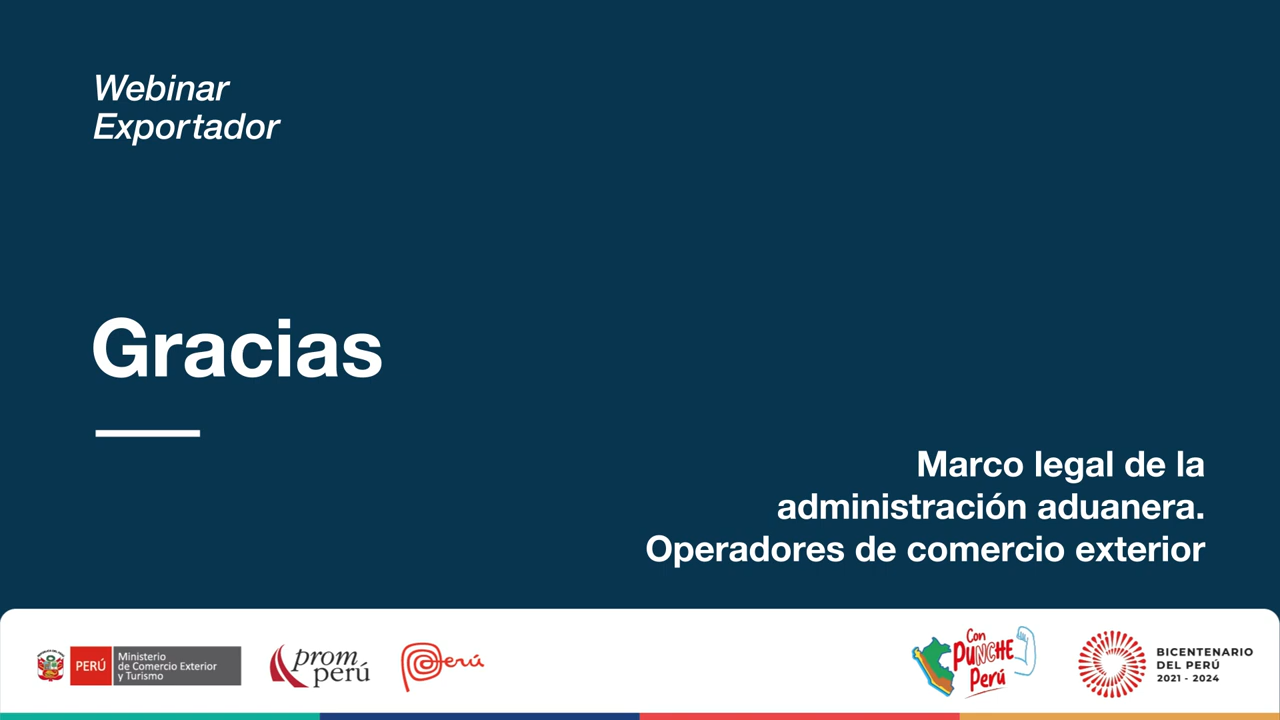 Webinar
Exportador
Gracias
Marco legal de la
administración aduanera.
Operadores de comercio exterior
PERÚ
Ministerio
de Comercio Exterior
y Turismo
prom
perú
Perú
Con
PUNCHE
Perú
BICENTENARIO
DEL PERÚ
2021 - 2024